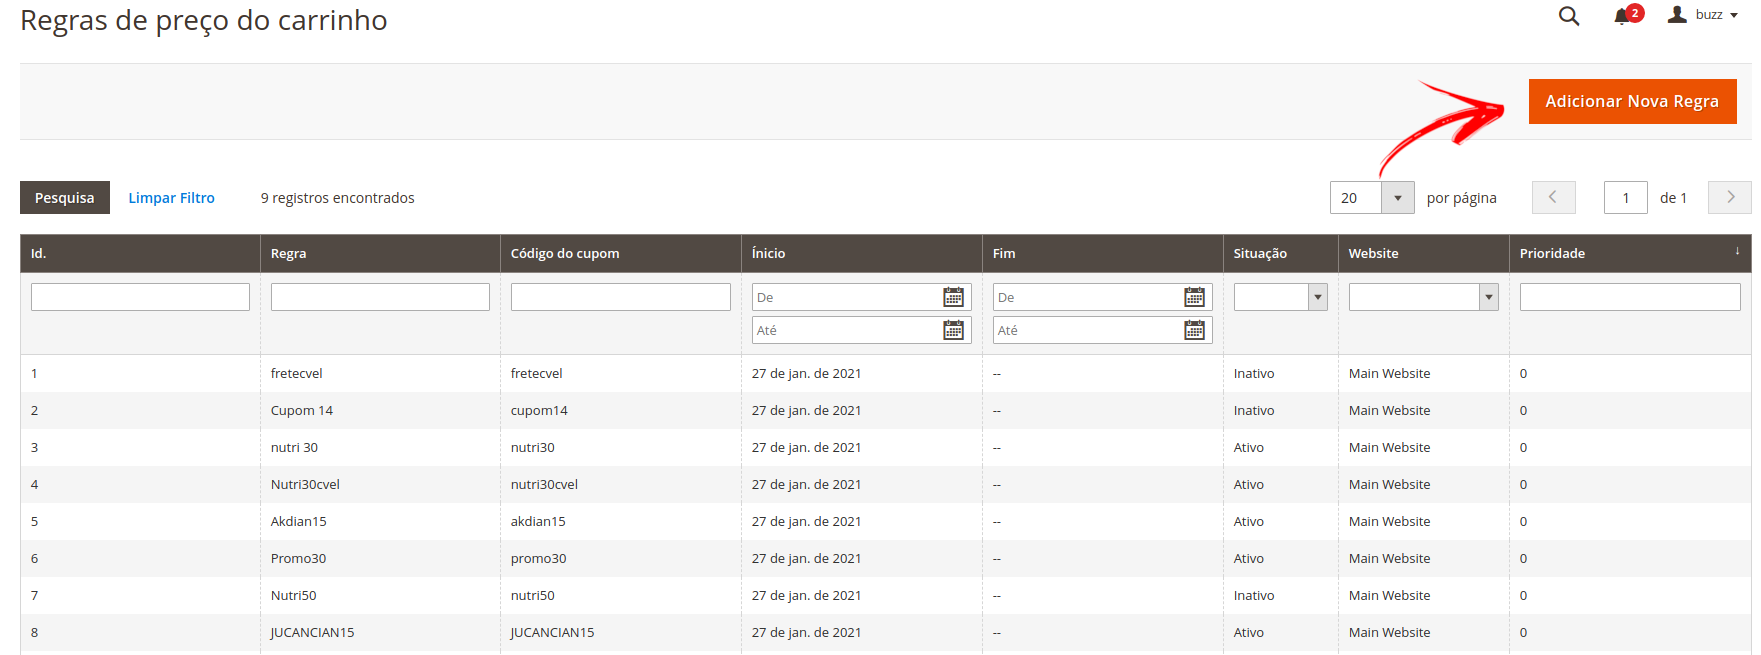 Regras de preço do carrinho
2
buzz
Adicionar Nova Regra
Pesquisa Limpar Filtro 9 registros encontrados 20 por página 1 de 1
Id. Regra Código do cupom Ínicio Fim Situação Website Prioridade ↓
De De
Até Até
1 fretecvel fretecvel 27 de jan. de 2021 -- Inativo Main Website 0
2 Cupom 14 cupom14 27 de jan. de 2021 -- Inativo Main Website 0
3 nutri 30 nutri30 27 de jan. de 2021 -- Ativo Main Website 0
4 Nutri30cvel nutri30cvel 27 de jan. de 2021 -- Ativo Main Website 0
5 Akdian15 akdian15 27 de jan. de 2021 -- Ativo Main Website 0
6 Promo30 promo30 27 de jan. de 2021 -- Ativo Main Website 0
7 Nutri50 nutri50 27 de jan. de 2021 -- Inativo Main Website 0
8 JUCANCIAN15 JUCANCIAN15 27 de jan. de 2021 -- Ativo Main Website 0